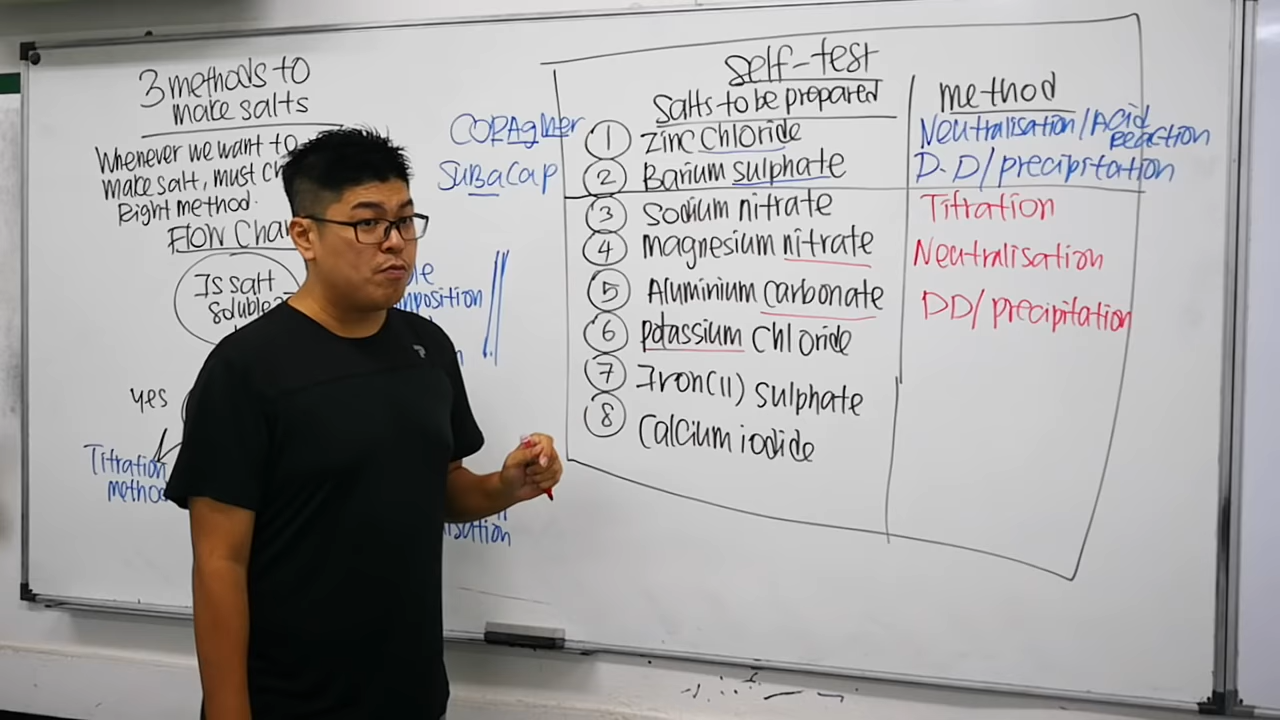 3 methods to
make salts
Whenever we want to
make salt, must
Right method.
Flow
Is salt
soluble?
yes
Titration
method
COPAgMer
SUBaCaP
Self-test
Salts to be prepared
method
1 Zinc chloride
Neutralisation/Acid
Reaction
2 Barium sulphate
D.D/precipitation
3 Sodium nitrate
Titration
4 magnesium nitrate
Neutralisation
5 Aluminium carbonate
DD/precipitation
6 potassium chloride
7 Iron(II) sulphate
8 Calcium iodide